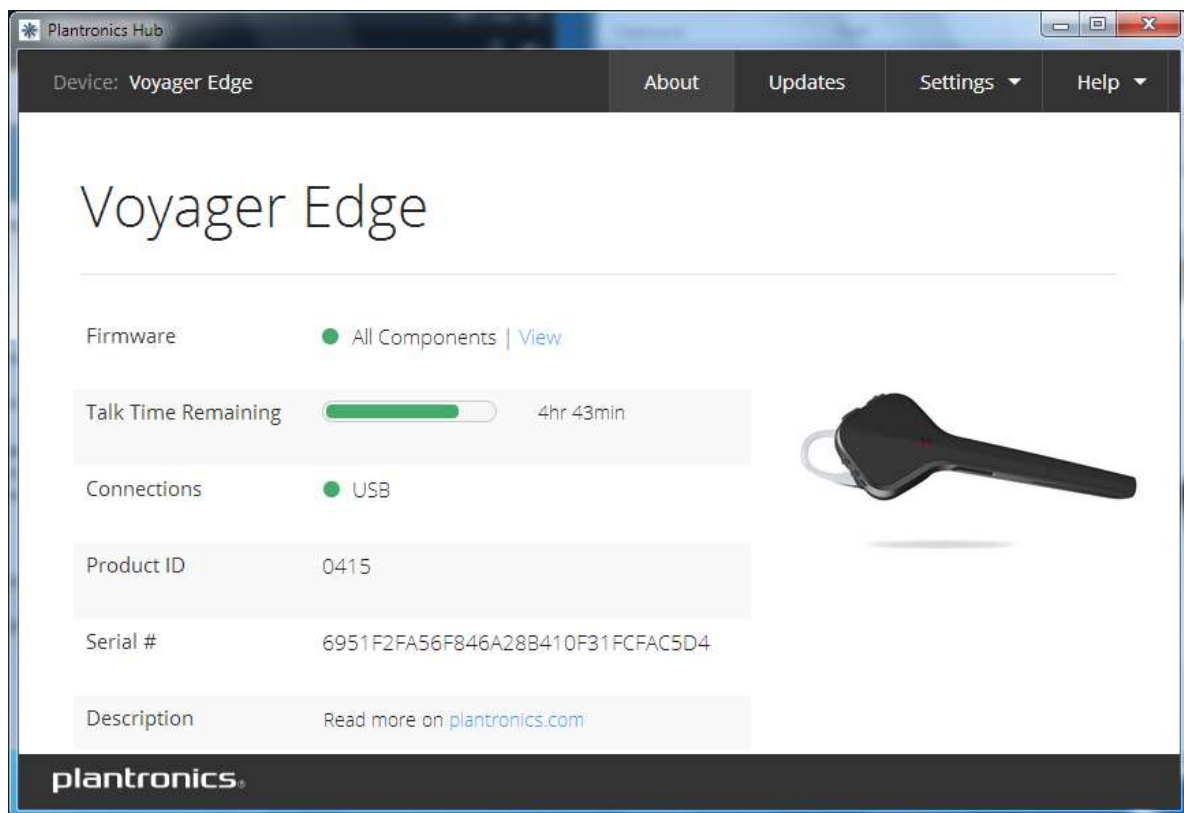 Plantronics Hub
Device: Voyager Edge About Updates Settings Help
Voyager Edge
Firmware All Components | View
Talk Time Remaining 4hr 43min
Connections USB
Product ID 0415
Serial # 6951F2FA56F846A28B410F31FCFAC5D4
Description Read more on plantronics.com
plantronics®